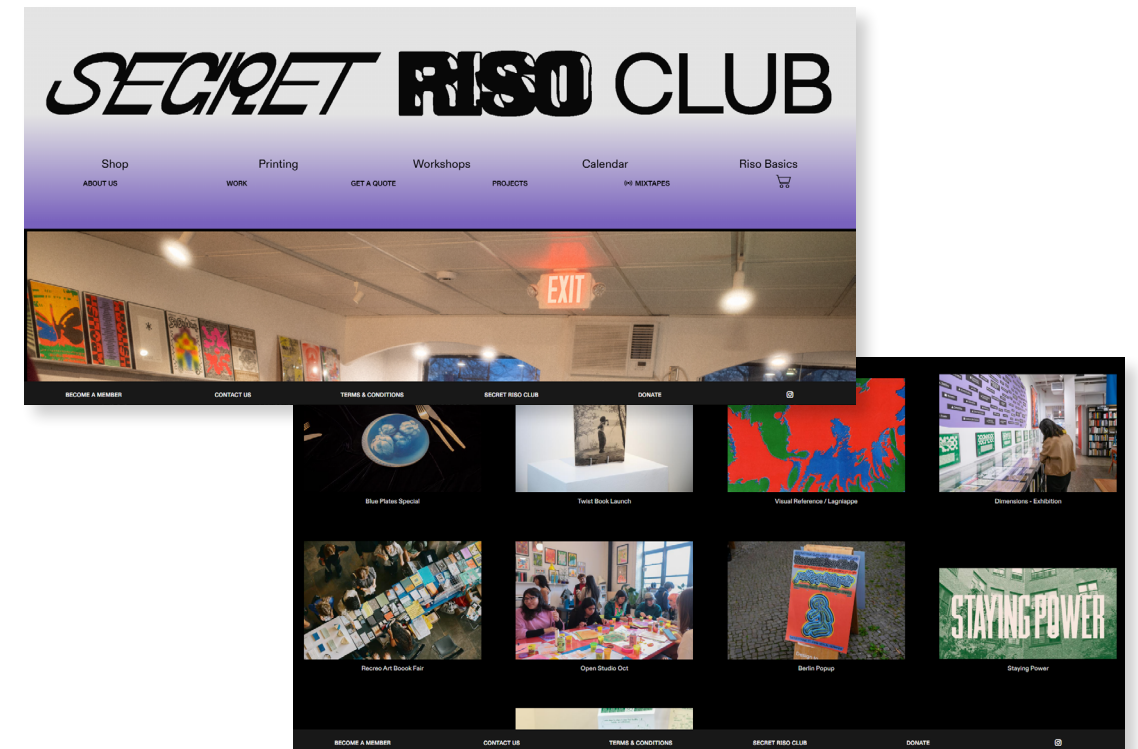 SECRET RISO CLUB
Shop Printing Workshops Calendar Riso Basics
ABOUT US WORK GET A QUOTE PROJECTS MIXTAPES
EXIT
BECOME A MEMBER CONTACT US TERMS & CONDITIONS SECRET RISO CLUB DONATE
Blue Plates Special Twist Book Launch Visual Reference / Lagniappe Dimensions - Exhibition
STAYING POWER
Recreo Art Boook Fair Open Studio Oct Berlin Popup Staying Power
BECOME A MEMBER CONTACT US TERMS & CONDITIONS SECRET RISO CLUB DONATE